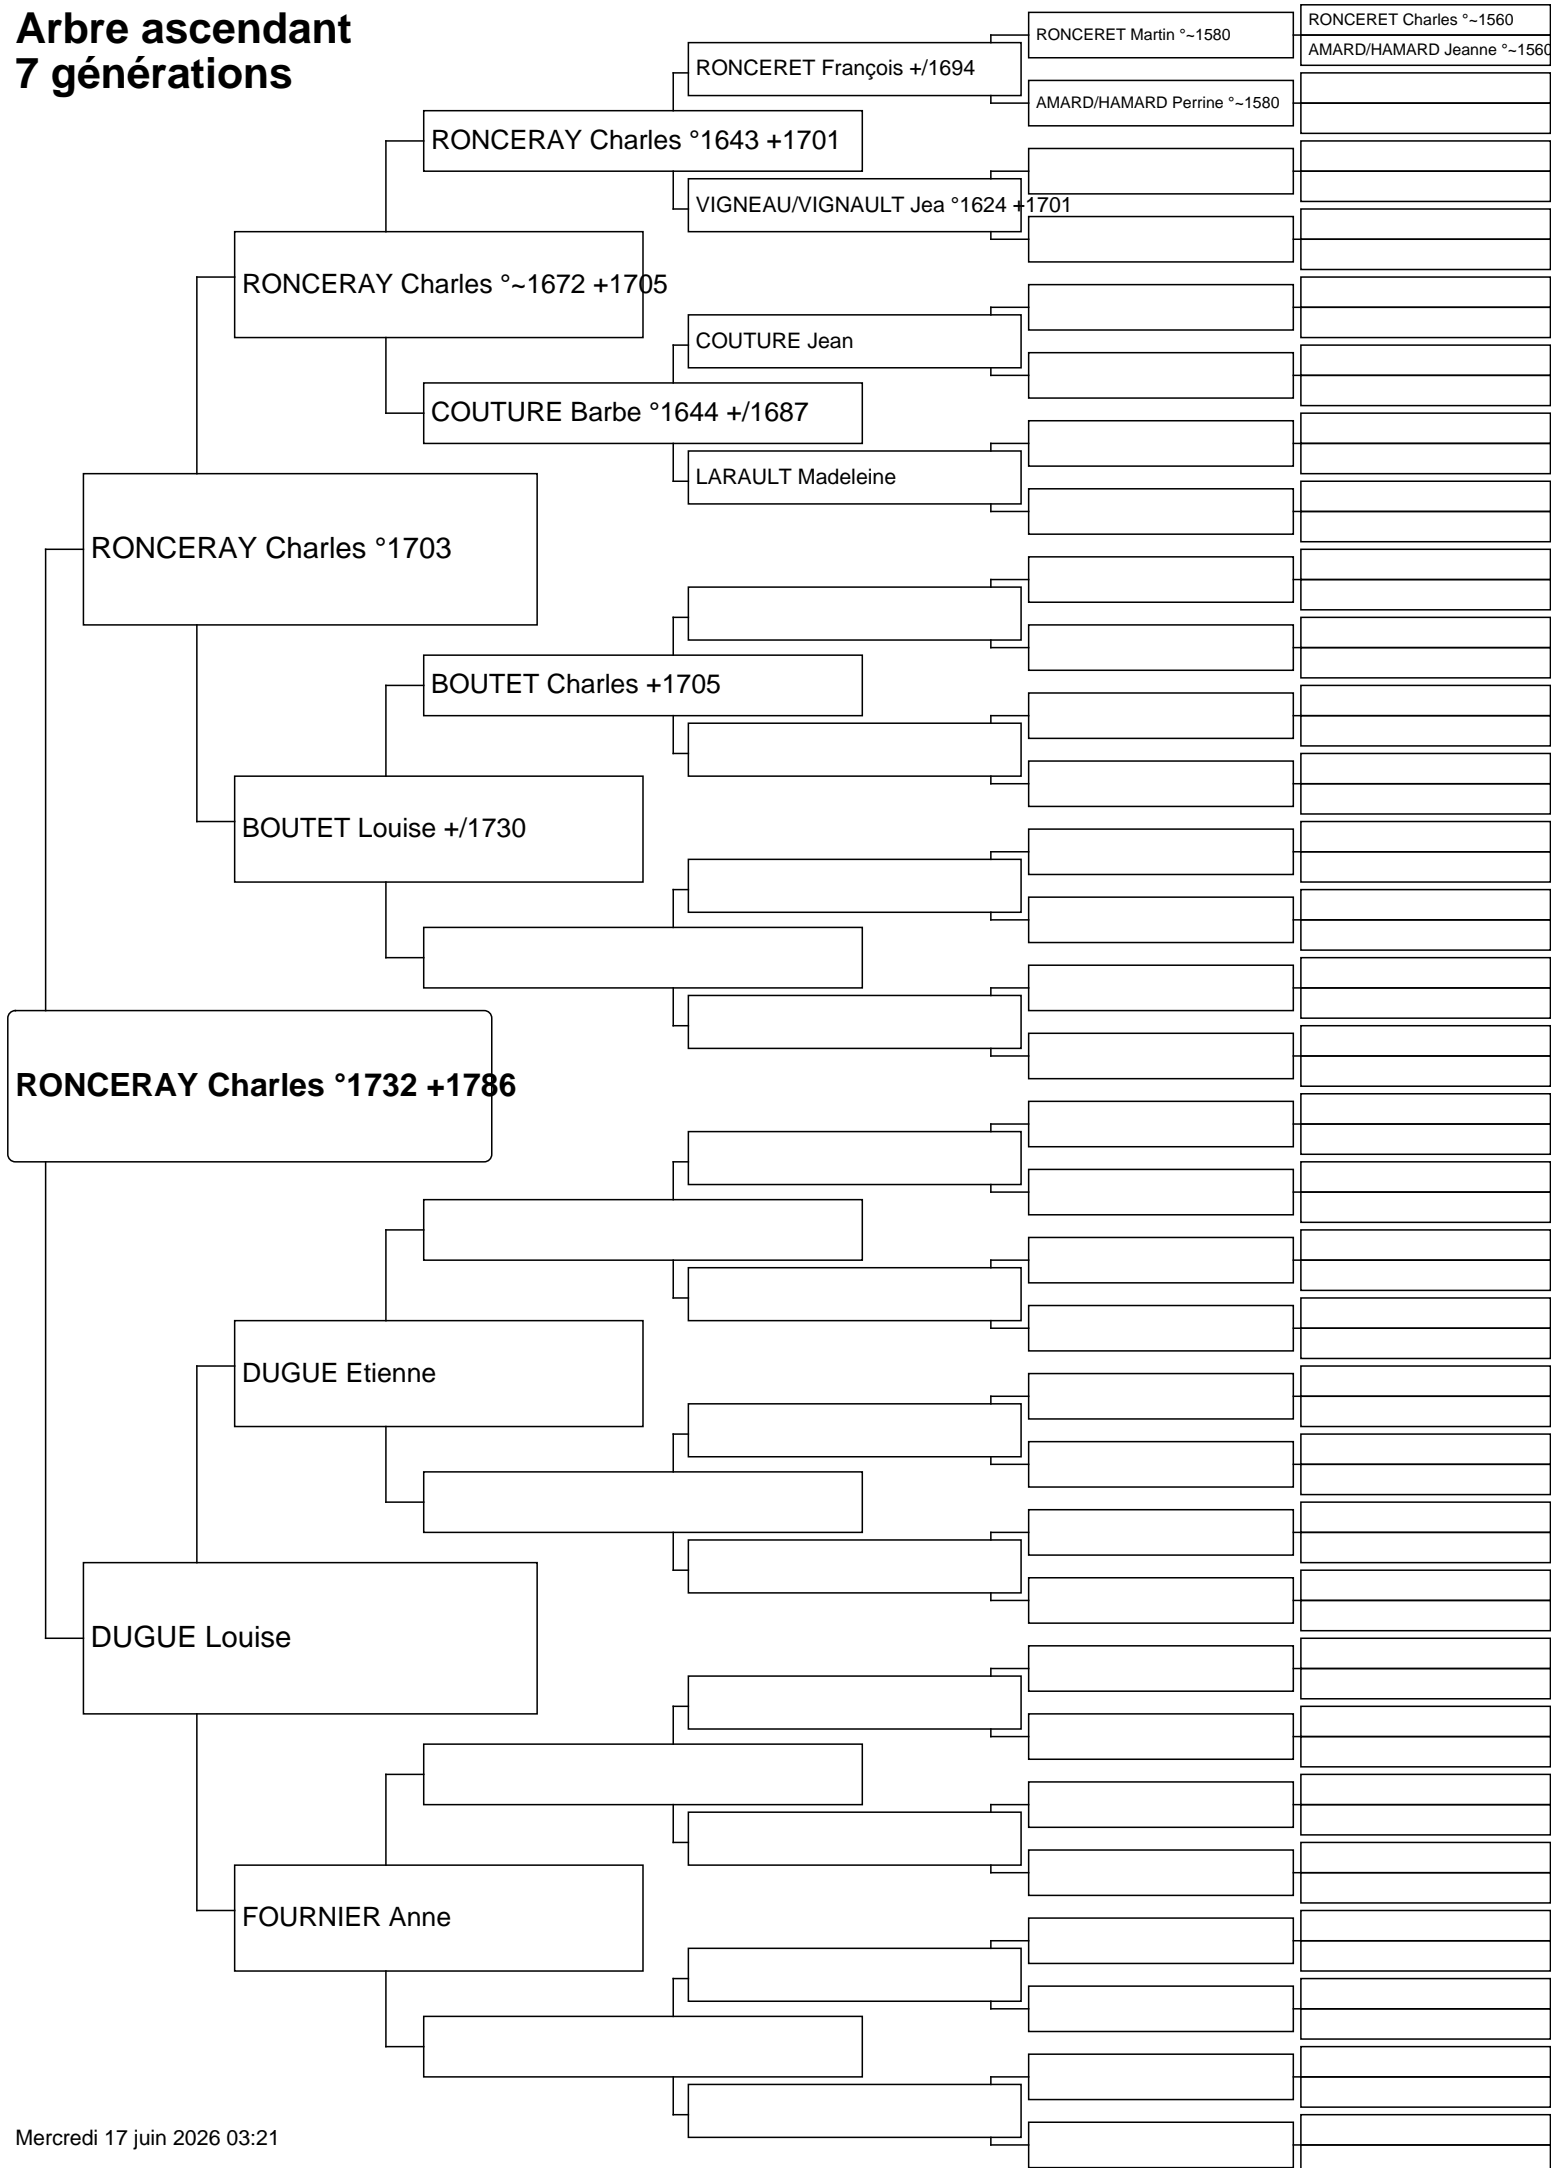 Arbre ascendant
7 générations
RONCERET Martin °~1580
RONCERET Charles °~1560
AMARD/HAMARD Jeanne °~1560
RONCERET François +/1694
AMARD/HAMARD Perrine °~1580
RONCERAY Charles °1643 +1701
VIGNEAU/VIGNAULT Jea °1624 +1701
RONCERAY Charles °~1672 +1705
COUTURE Jean
COUTURE Barbe °1644 +/1687
LARAULT Madeleine
RONCERAY Charles °1703
BOUTET Charles +1705
BOUTET Louise +/1730
RONCERAY Charles °1732 +1786
DUGUE Etienne
DUGUE Louise
FOURNIER Anne
Mercredi 17 juin 2026 03:21